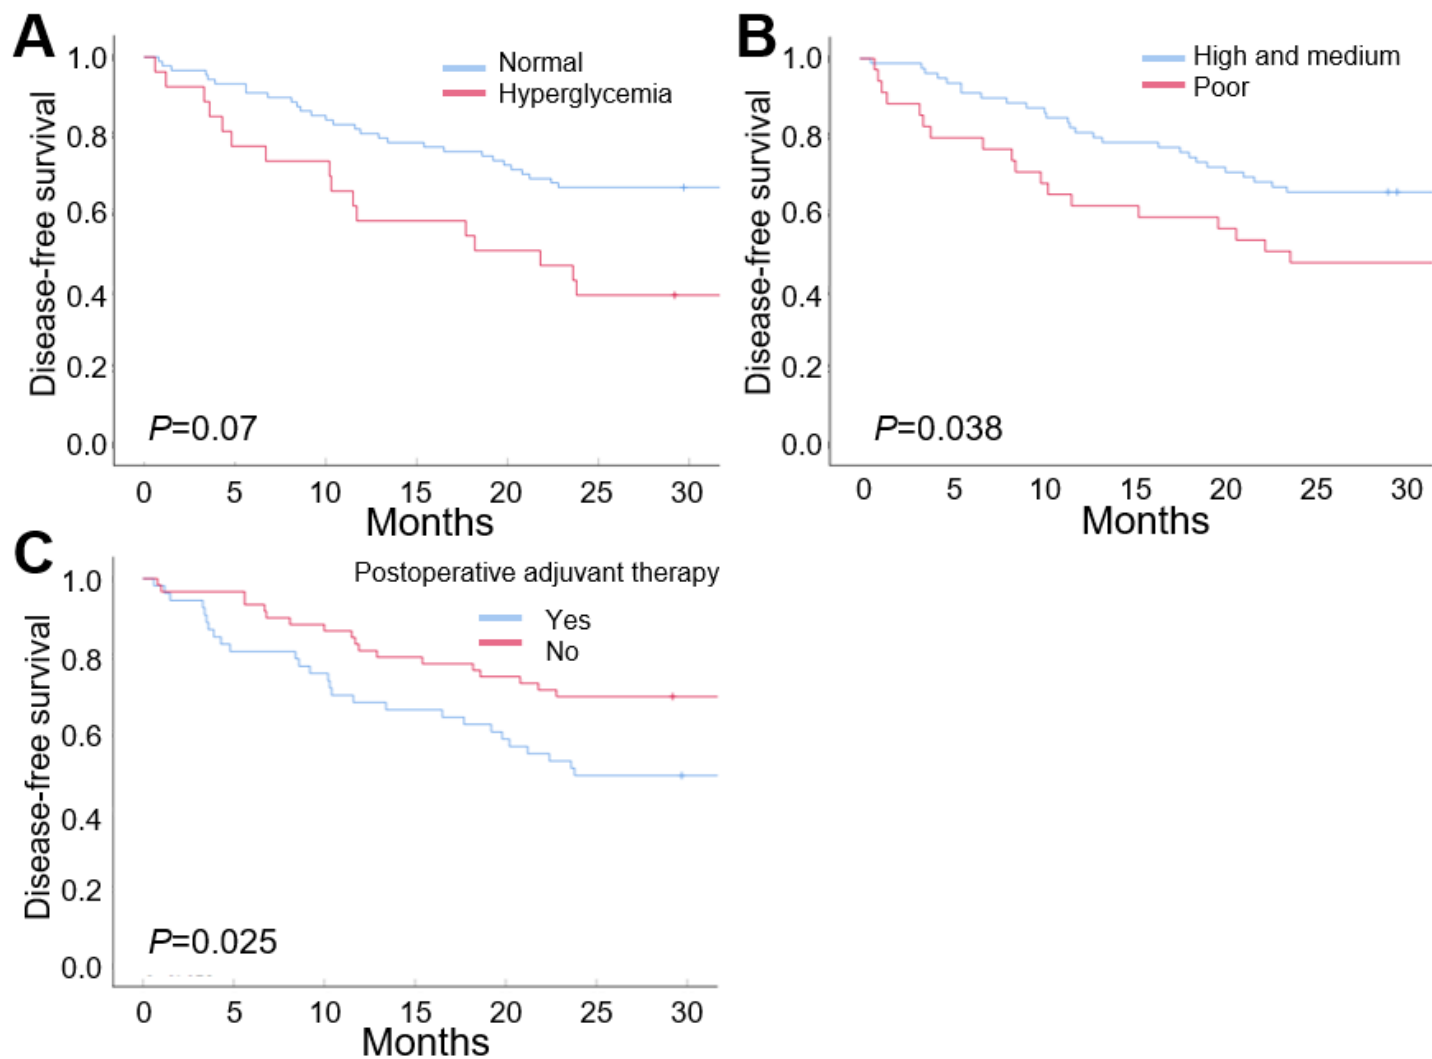 A
Disease-free survival
1.0
0.8
0.6
0.4
0.2
0.0
Normal
Hyperglycemia
P=0.07
0 5 10 15 20 25 30
Months
B
Disease-free survival
1.0
0.8
0.6
0.4
0.2
0.0
High and medium
Poor
P=0.038
0 5 10 15 20 25 30
Months
C
Disease-free survival
1.0
0.8
0.6
0.4
0.2
0.0
Postoperative adjuvant therapy
Yes
No
P=0.025
0 5 10 15 20 25 30
Months